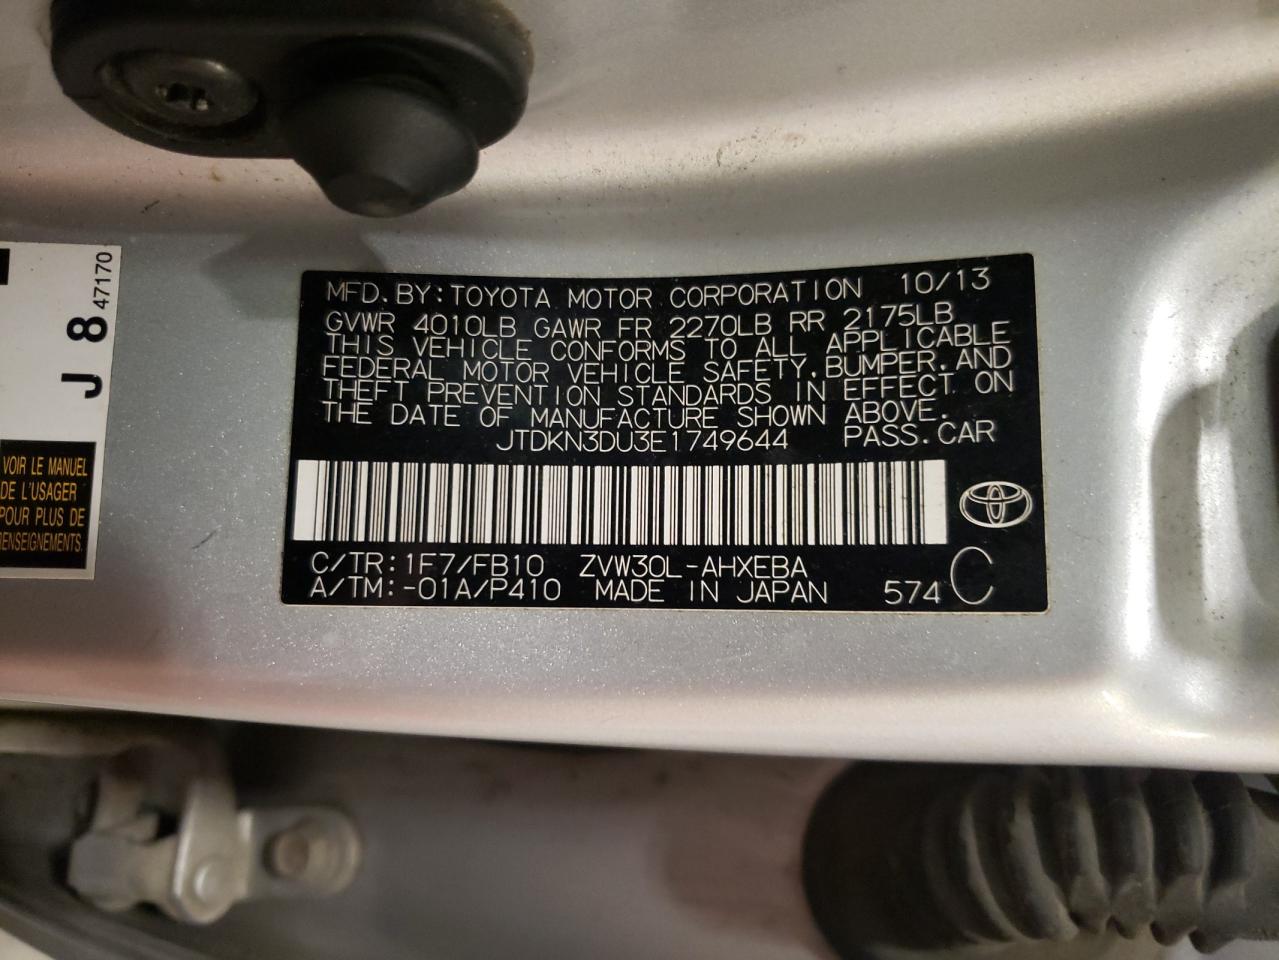 MFD. BY: TOYOTA MOTOR CORPORATION 10/13
GVWR 4010LB GAWR FR 2270LB RR 2175LB
THIS VEHICLE CONFORMS TO ALL APPLICABLE
FEDERAL MOTOR VEHICLE SAFETY, BUMPER, AND
THEFT PREVENTION STANDARDS IN EFFECT ON
THE DATE OF MANUFACTURE SHOWN ABOVE.
JTDKN3DU3E1749644 PASS. CAR
C/TR: 1F7/FB10 ZVW30L-AHXEBA
A/TM: -01A/P410 MADE IN JAPAN 574 C
J 8 47170
VOIR LE MANUEL
DE L'USAGER
POUR PLUS DE
RENSEIGNEMENTS.